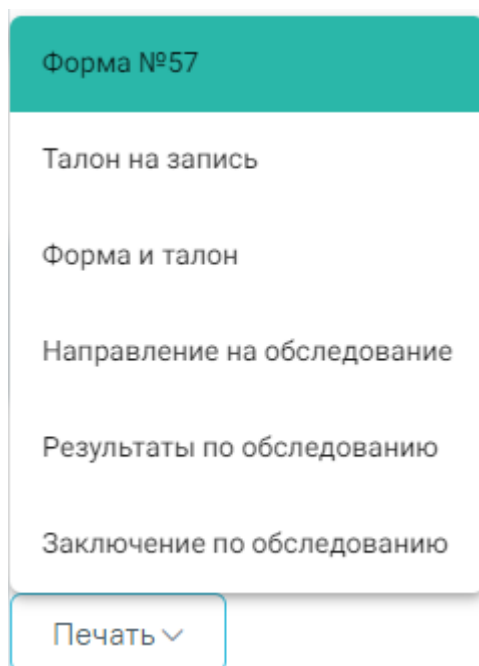 Форма №57
Талон на запись
Форма и талон
Направление на обследование
Результаты по обследованию
Заключение по обследованию
Печать